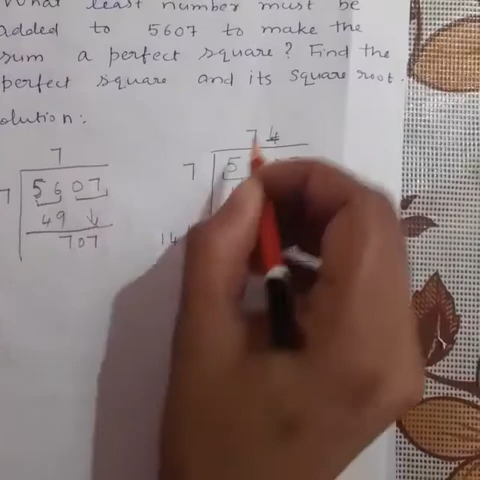 What least number must be
added to 5607 to make the
sum a perfect square? Find the
perfect square and its square root.
olution:
7
7 5607
49
707
7 4
7 5
14